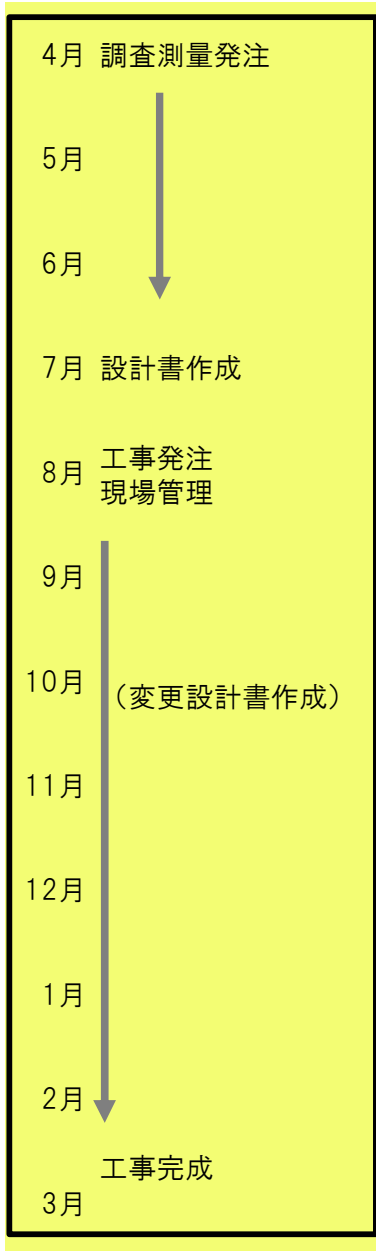 4月 調査測量発注
5月
6月
7月 設計書作成
8月 工事発注
現場管理
9月
10月 （変更設計書作成）
11月
12月
1月
2月
工事完成
3月